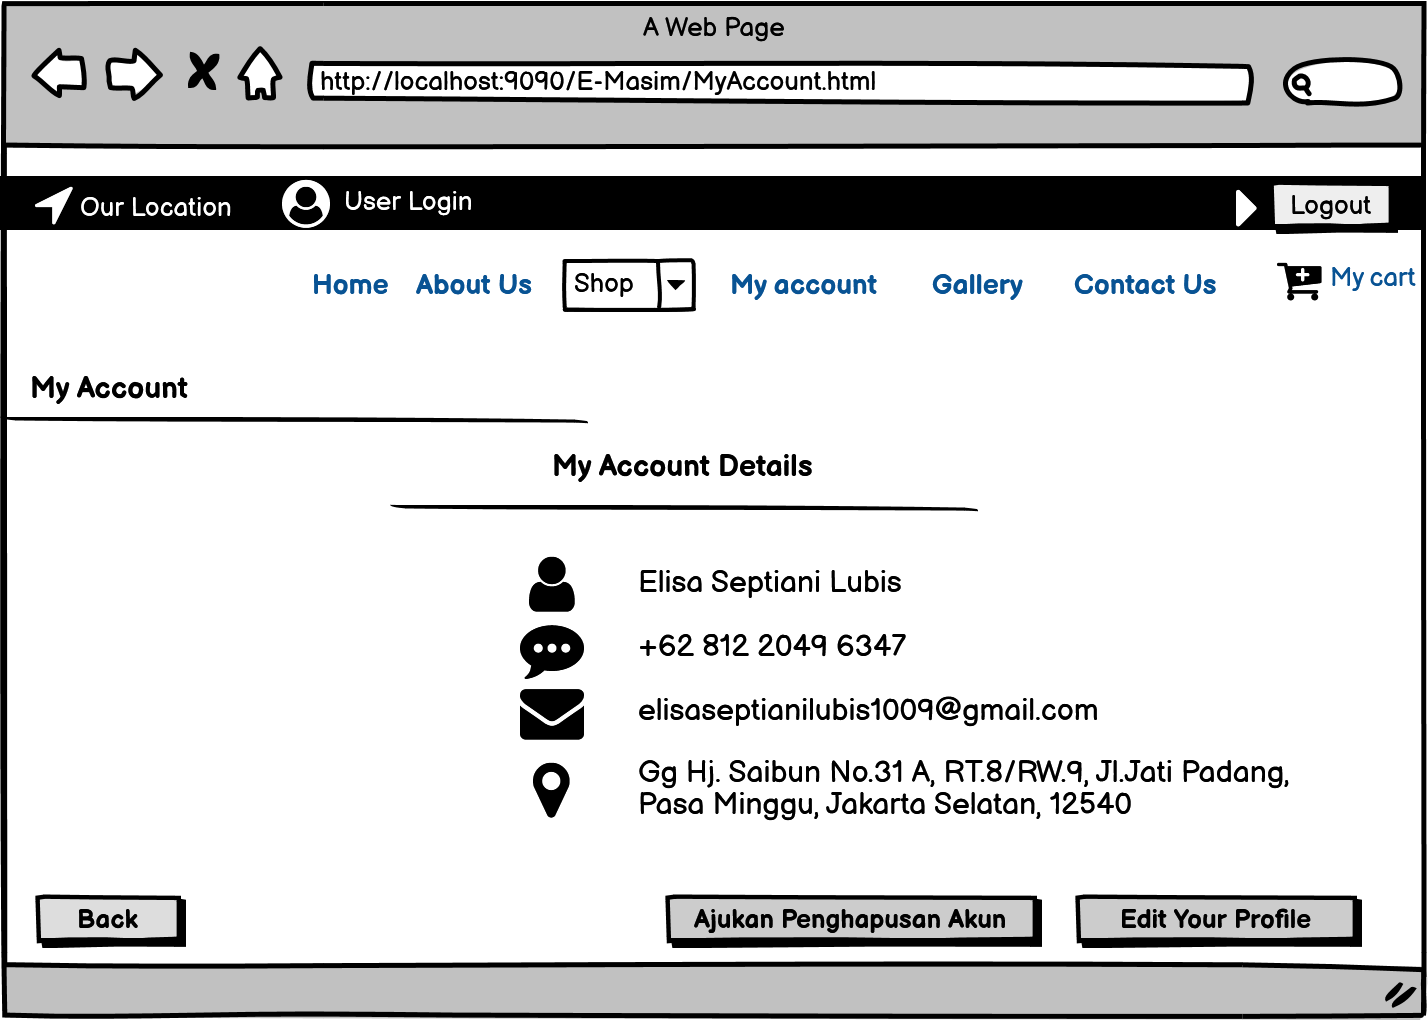 A Web Page
http://localhost:9090/E-Masim/MyAccount.html
Our Location User Login Logout
Home About Us Shop My account Gallery Contact Us My cart
My Account
My Account Details
Elisa Septiani Lubis
+62 812 2049 6347
elisaseptianilubis1009@gmail.com
Gg Hj. Saibun No.31 A, RT.8/RW.9, Jl.Jati Padang,
Pasa Minggu, Jakarta Selatan, 12540
Back Ajukan Penghapusan Akun Edit Your Profile